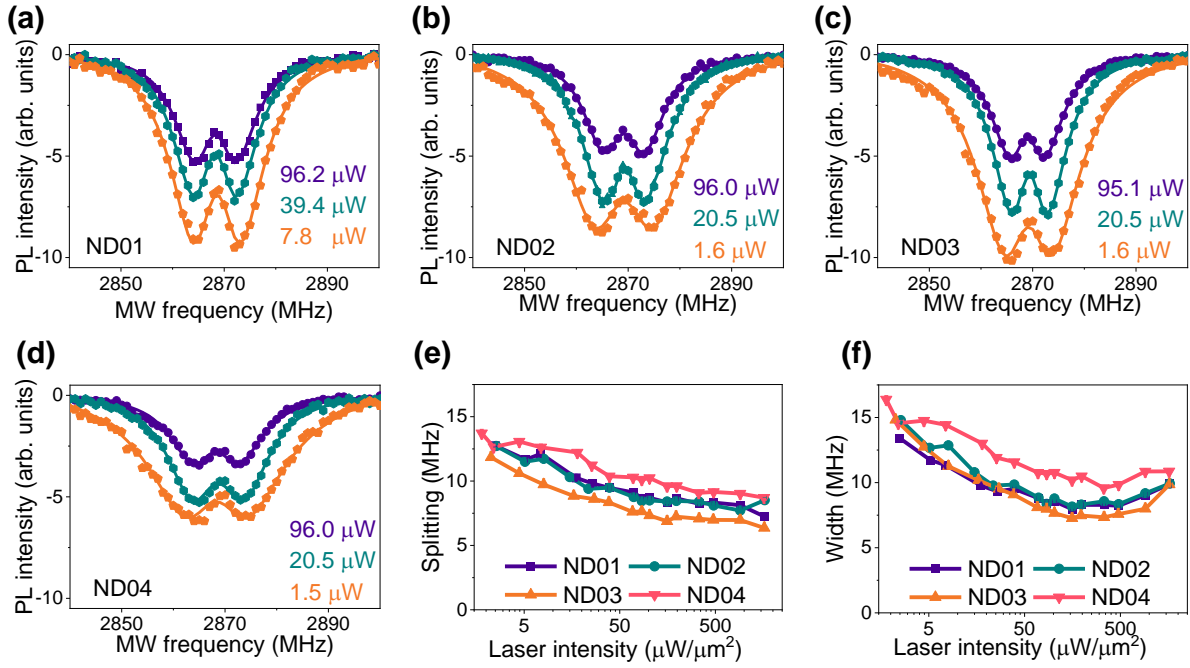 (a)
PL intensity (arb. units)
0
-5
-10
96.2 μW
39.4 μW
7.8 μW
ND01
2850 2870 2890
MW frequency (MHz)
(b)
PL intensity (arb. units)
0
-5
-10
96.0 μW
20.5 μW
1.6 μW
ND02
2850 2870 2890
MW frequency (MHz)
(c)
PL intensity (arb. units)
0
-5
-10
95.1 μW
20.5 μW
1.6 μW
ND03
2850 2870 2890
MW frequency (MHz)
(d)
PL intensity (arb. units)
0
-5
-10
96.0 μW
20.5 μW
1.5 μW
ND04
2850 2870 2890
MW frequency (MHz)
(e)
Splitting (MHz)
15
10
5
0
ND01 ND02
ND03 ND04
5 50 500
Laser intensity (μW/μm²)
(f)
Width (MHz)
15
10
5
0
ND01 ND02
ND03 ND04
5 50 500
Laser intensity (μW/μm²)